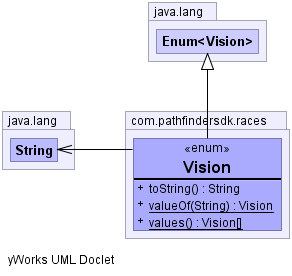 java.lang
Enum<Vision>
java.lang
String
com.pathfindersdk.races
«enum»
Vision
+ toString() : String
+ valueOf(String) : Vision
+ values() : Vision[]
yWorks UML Doclet